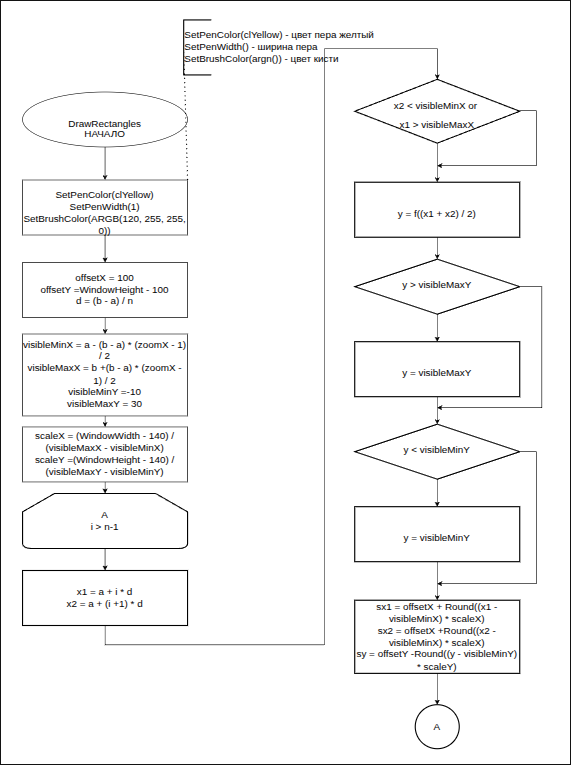 SetPenColor(clYellow) - цвет пера желтый
SetPenWidth() - ширина пера
SetBrushColor(argn()) - цвет кисти
DrawRectangles
НАЧАЛО
SetPenColor(clYellow)
SetPenWidth(1)
SetBrushColor(ARGB(120, 255, 255,
0))
offsetX = 100
offsetY =WindowHeight - 100
d = (b - a) / n
visibleMinX = a - (b - a) * (zoomX - 1)
/ 2
visibleMaxX = b +(b - a) * (zoomX -
1) / 2
visibleMinY =-10
visibleMaxY = 30
scaleX = (WindowWidth - 140) /
(visibleMaxX - visibleMinX)
scaleY =(WindowHeight - 140) /
(visibleMaxY - visibleMinY)
A
i > n-1
x1 = a + i * d
x2 = a + (i +1) * d
x2 < visibleMinX or
x1 > visibleMaxX
y = f((x1 + x2) / 2)
y > visibleMaxY
y = visibleMaxY
y < visibleMinY
y = visibleMinY
sx1 = offsetX + Round((x1 -
visibleMinX) * scaleX)
sx2 = offsetX +Round((x2 -
visibleMinX) * scaleX)
sy = offsetY -Round((y - visibleMinY)
* scaleY)
A